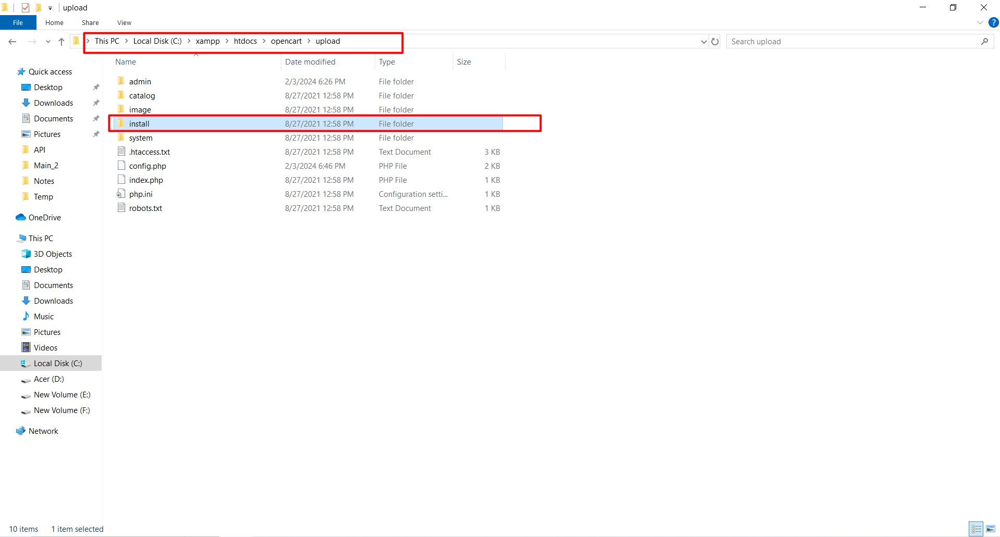 upload
File Home Share View
This PC Local Disk (C:) xampp htdocs opencart upload
Search upload
Name Date modified Type Size
Quick access
Desktop
Downloads
Documents
Pictures
API
Main_2
Notes
Temp
OneDrive
This PC
3D Objects
Desktop
Documents
Downloads
Music
Pictures
Videos
Local Disk (C:)
Acer (D:)
New Volume (E:)
New Volume (F:)
Network
admin 2/3/2024 6:26 PM File folder
catalog 8/27/2021 12:58 PM File folder
image 8/27/2021 12:58 PM File folder
install 8/27/2021 12:58 PM File folder
system 8/27/2021 12:58 PM File folder
.htaccess.txt 8/27/2021 12:58 PM Text Document 3 KB
config.php 2/3/2024 6:46 PM PHP File 2 KB
index.php 8/27/2021 12:58 PM PHP File 1 KB
php.ini 8/27/2021 12:58 PM Configuration setti... 1 KB
robots.txt 8/27/2021 12:58 PM Text Document 1 KB
10 items 1 item selected